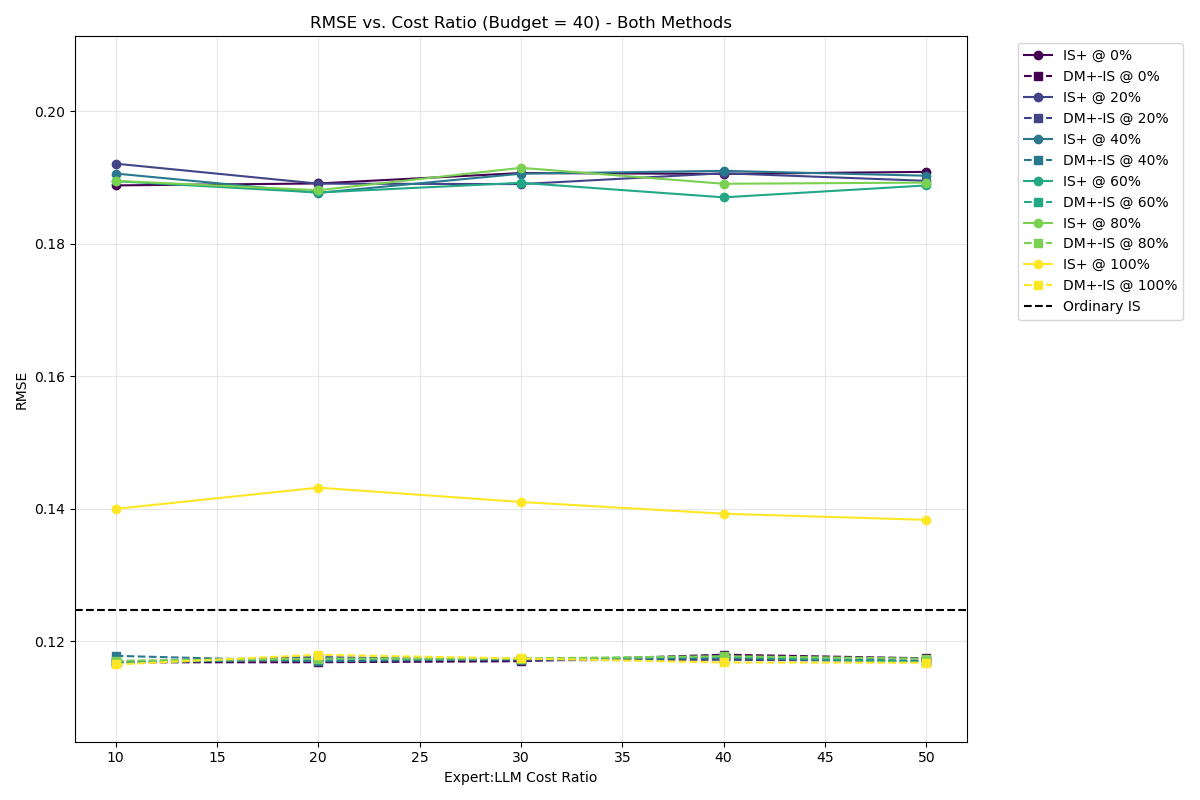 RMSE vs. Cost Ratio (Budget = 40) - Both Methods
RMSE
0.20
0.18
0.16
0.14
0.12
10
15
20
25
30
35
40
45
50
Expert:LLM Cost Ratio
IS+ @ 0%
DM+-IS @ 0%
IS+ @ 20%
DM+-IS @ 20%
IS+ @ 40%
DM+-IS @ 40%
IS+ @ 60%
DM+-IS @ 60%
IS+ @ 80%
DM+-IS @ 80%
IS+ @ 100%
DM+-IS @ 100%
Ordinary IS